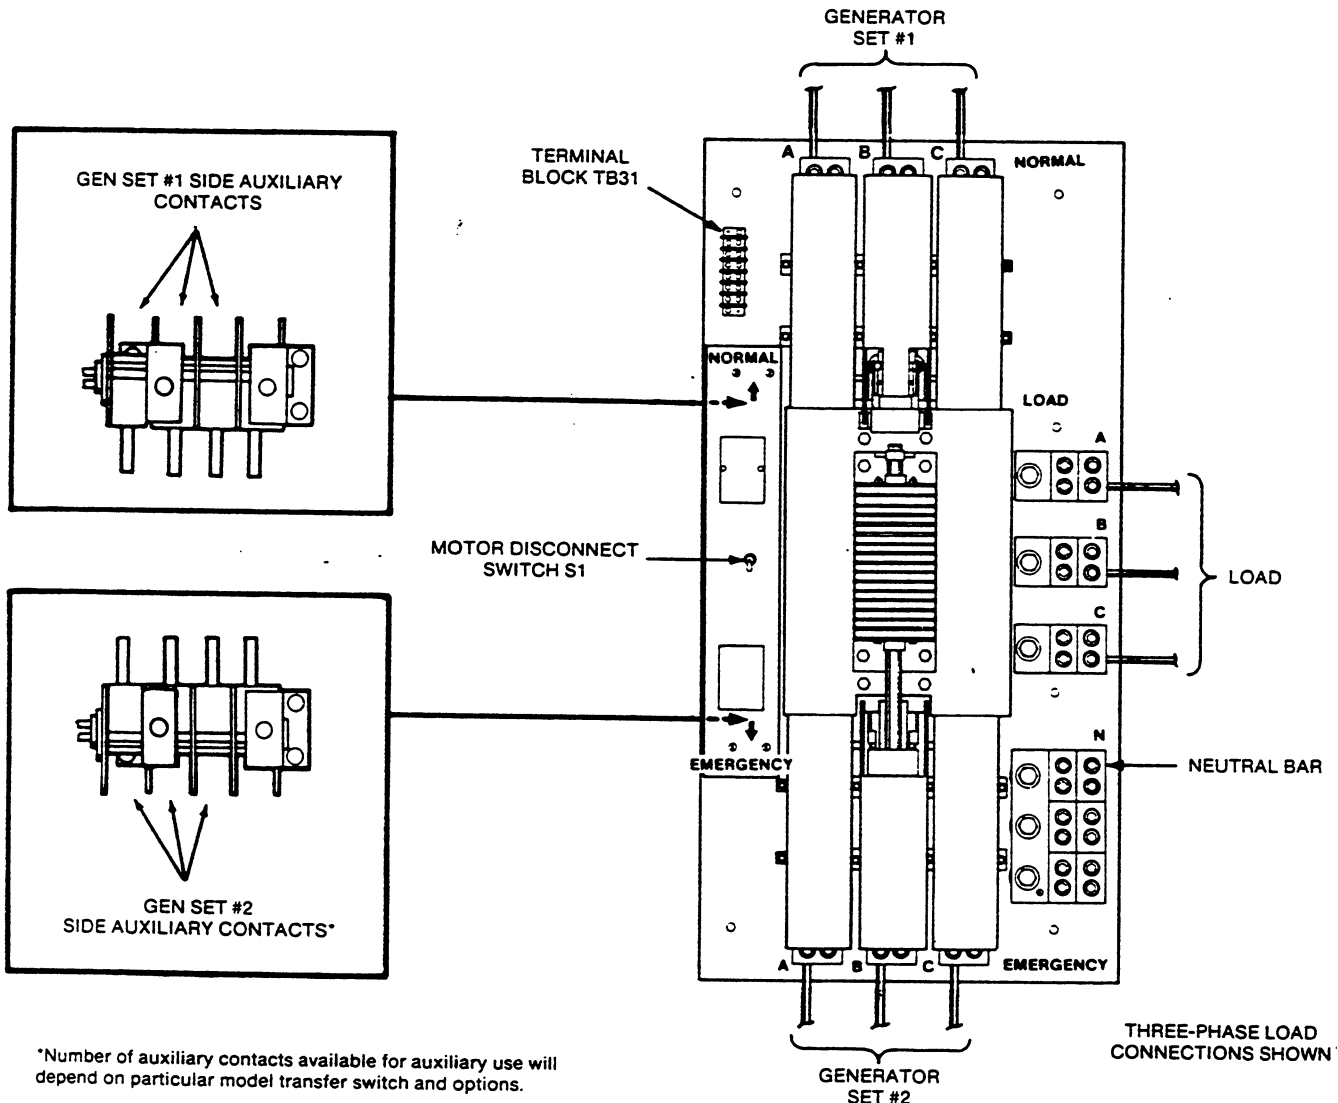 GENERATOR
SET #1
A
B
C
NORMAL
TERMINAL
BLOCK TB31
GEN SET #1 SIDE AUXILIARY
CONTACTS
NORMAL
LOAD
A
B
C
LOAD
MOTOR DISCONNECT
SWITCH S1
N
NEUTRAL BAR
EMERGENCY
GEN SET #2
SIDE AUXILIARY CONTACTS*
A
B
C
EMERGENCY
GENERATOR
SET #2
THREE-PHASE LOAD
CONNECTIONS SHOWN
*Number of auxiliary contacts available for auxiliary use will
depend on particular model transfer switch and options.